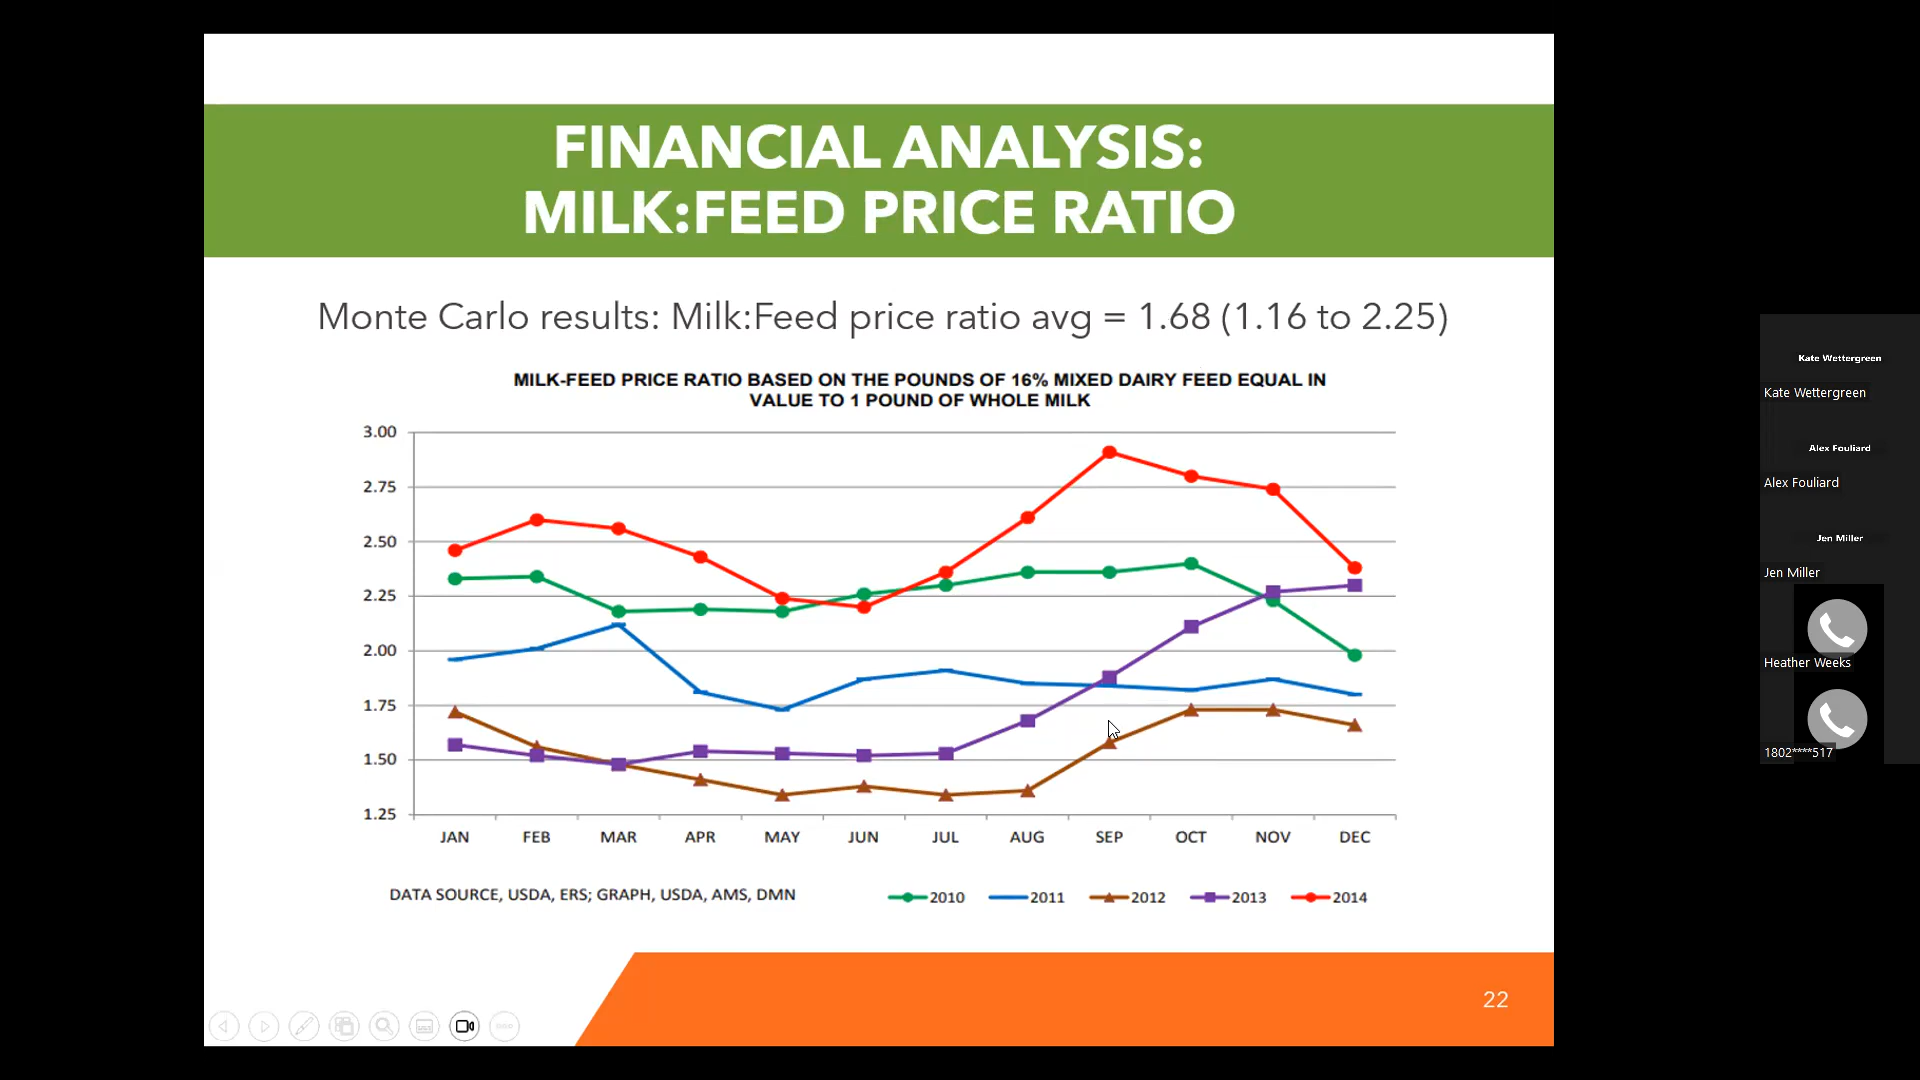 FINANCIAL ANALYSIS:
MILK:FEED PRICE RATIO
Monte Carlo results: Milk:Feed price ratio avg = 1.68 (1.16 to 2.25)
MILK-FEED PRICE RATIO BASED ON THE POUNDS OF 16% MIXED DAIRY FEED EQUAL IN
VALUE TO 1 POUND OF WHOLE MILK
3.00
2.75
2.50
2.25
2.00
1.75
1.50
1.25
JAN FEB MAR APR MAY JUN JUL AUG SEP OCT NOV DEC
DATA SOURCE, USDA, ERS; GRAPH, USDA, AMS, DMN
2010 2011 2012 2013 2014
22
Kate Wettergreen
Kate Wettergreen
Alex Fouliard
Alex Fouliard
Jen Miller
Jen Miller
Heather Weeks
1802****517